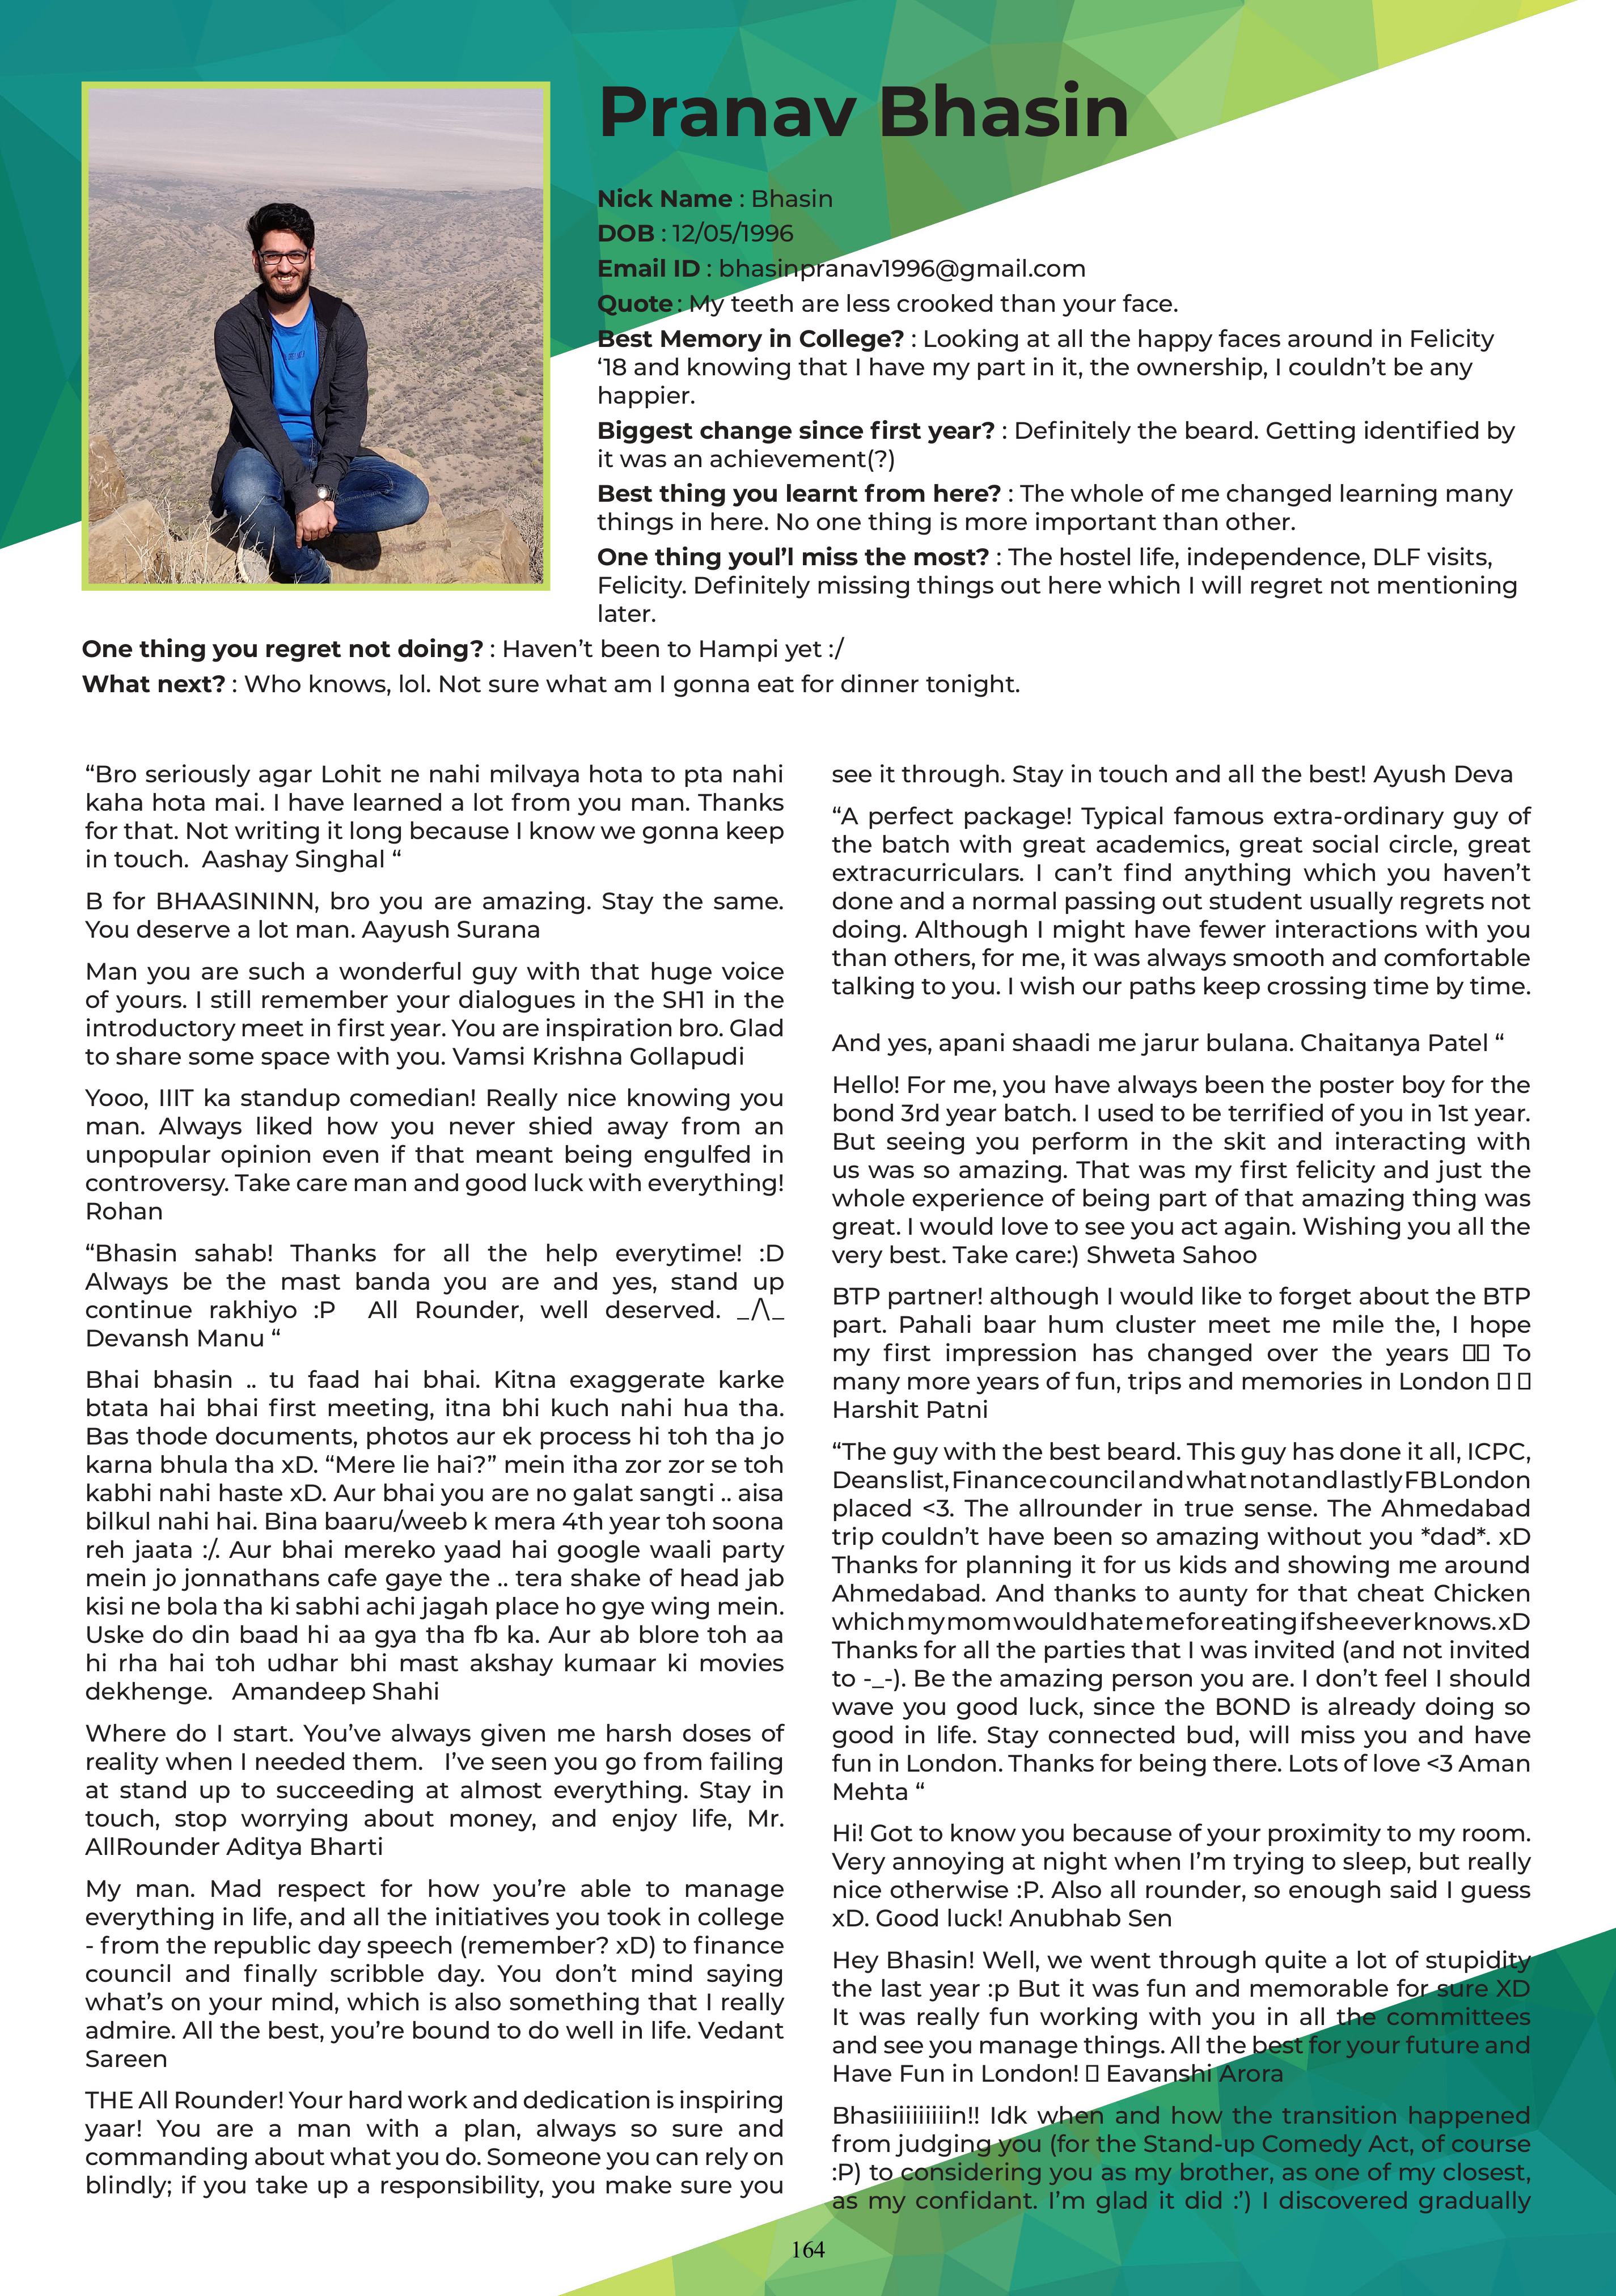 Pranav Bhasin
Nick Name : Bhasin
DOB : 12/05/1996
Email ID : bhasinpranav1996@gmail.com
Quote : My teeth are less crooked than your face.
Best Memory in College? : Looking at all the happy faces around in Felicity
‘18 and knowing that I have my part in it, the ownership, I couldn’t be any
happier.
Biggest change since first year? : Definitely the beard. Getting identified by
it was an achievement(?)
Best thing you learnt from here? : The whole of me changed learning many
things in here. No one thing is more important than other.
One thing youl’l miss the most? : The hostel life, independence, DLF visits,
Felicity. Definitely missing things out here which I will regret not mentioning
later.
One thing you regret not doing? : Haven’t been to Hampi yet :/
What next? : Who knows, lol. Not sure what am I gonna eat for dinner tonight.
“Bro seriously agar Lohit ne nahi milvaya hota to pta nahi
kaha hota mai. I have learned a lot from you man. Thanks
for that. Not writing it long because I know we gonna keep
in touch.  Aashay Singhal “
B for BHAASININN, bro you are amazing. Stay the same.
You deserve a lot man. Aayush Surana
Man you are such a wonderful guy with that huge voice
of yours. I still remember your dialogues in the SH1 in the
introductory meet in first year. You are inspiration bro. Glad
to share some space with you. Vamsi Krishna Gollapudi
Yooo, IIIT ka standup comedian! Really nice knowing you
man. Always liked how you never shied away from an
unpopular opinion even if that meant being engulfed in
controversy. Take care man and good luck with everything!
Rohan
“Bhasin sahab! Thanks for all the help everytime! :D
Always be the mast banda you are and yes, stand up
continue rakhiyo :P  All Rounder, well deserved. _/\_
Devansh Manu “
Bhai bhasin .. tu faad hai bhai. Kitna exaggerate karke
btata hai bhai first meeting, itna bhi kuch nahi hua tha.
Bas thode documents, photos aur ek process hi toh tha jo
karna bhula tha xD. “Mere lie hai?” mein itha zor zor se toh
kabhi nahi haste xD. Aur bhai you are no galat sangti .. aisa
bilkul nahi hai. Bina baaru/weeb k mera 4th year toh soona
reh jaata :/. Aur bhai mereko yaad hai google waali party
mein jo jonnathans cafe gaye the .. tera shake of head jab
kisi ne bola tha ki sabhi achi jagah place ho gye wing mein.
Uske do din baad hi aa gya tha fb ka. Aur ab blore toh aa
hi rha hai toh udhar bhi mast akshay kumaar ki movies
dekhenge.  Amandeep Shahi
Where do I start. You’ve always given me harsh doses of
reality when I needed them.  I’ve seen you go from failing
at stand up to succeeding at almost everything. Stay in
touch, stop worrying about money, and enjoy life, Mr.
AllRounder Aditya Bharti
My man. Mad respect for how you’re able to manage
everything in life, and all the initiatives you took in college
- from the republic day speech (remember? xD) to finance
council and finally scribble day. You don’t mind saying
what’s on your mind, which is also something that I really
admire. All the best, you’re bound to do well in life. Vedant
Sareen
THE All Rounder! Your hard work and dedication is inspiring
yaar! You are a man with a plan, always so sure and
commanding about what you do. Someone you can rely on
blindly; if you take up a responsibility, you make sure you
see it through. Stay in touch and all the best! Ayush Deva
“A perfect package! Typical famous extra-ordinary guy of
the batch with great academics, great social circle, great
extracurriculars. I can’t find anything which you haven’t
done and a normal passing out student usually regrets not
doing. Although I might have fewer interactions with you
than others, for me, it was always smooth and comfortable
talking to you. I wish our paths keep crossing time by time.
And yes, apani shaadi me jarur bulana. Chaitanya Patel “
Hello! For me, you have always been the poster boy for the
bond 3rd year batch. I used to be terrified of you in 1st year.
But seeing you perform in the skit and interacting with
us was so amazing. That was my first felicity and just the
whole experience of being part of that amazing thing was
great. I would love to see you act again. Wishing you all the
very best. Take care:) Shweta Sahoo
BTP partner! although I would like to forget about the BTP
part. Pahali baar hum cluster meet me mile the, I hope
my first impression has changed over the years □□ To
many more years of fun, trips and memories in London □ □
Harshit Patni
“The guy with the best beard. This guy has done it all, ICPC,
Deans list, Finance council and what not and lastly FB London
placed <3. The allrounder in true sense. The Ahmedabad
trip couldn’t have been so amazing without you *dad*. xD
Thanks for planning it for us kids and showing me around
Ahmedabad. And thanks to aunty for that cheat Chicken
which my mom would hate me for eating if she ever knows. xD
Thanks for all the parties that I was invited (and not invited
to -_-). Be the amazing person you are. I don’t feel I should
wave you good luck, since the BOND is already doing so
good in life. Stay connected bud, will miss you and have
fun in London. Thanks for being there. Lots of love <3 Aman
Mehta “
Hi! Got to know you because of your proximity to my room.
Very annoying at night when I’m trying to sleep, but really
nice otherwise :P. Also all rounder, so enough said I guess
xD. Good luck! Anubhab Sen
Hey Bhasin! Well, we went through quite a lot of stupidity
the last year :p But it was fun and memorable for sure XD
It was really fun working with you in all the committees
and see you manage things. All the best for your future and
Have Fun in London! □ Eavanshi Arora
Bhasiiiiiiiiiin!! Idk when and how the transition happened
from judging you (for the Stand-up Comedy Act, of course
:P) to considering you as my brother, as one of my closest,
as my confidant. I’m glad it did :’) I discovered gradually
164